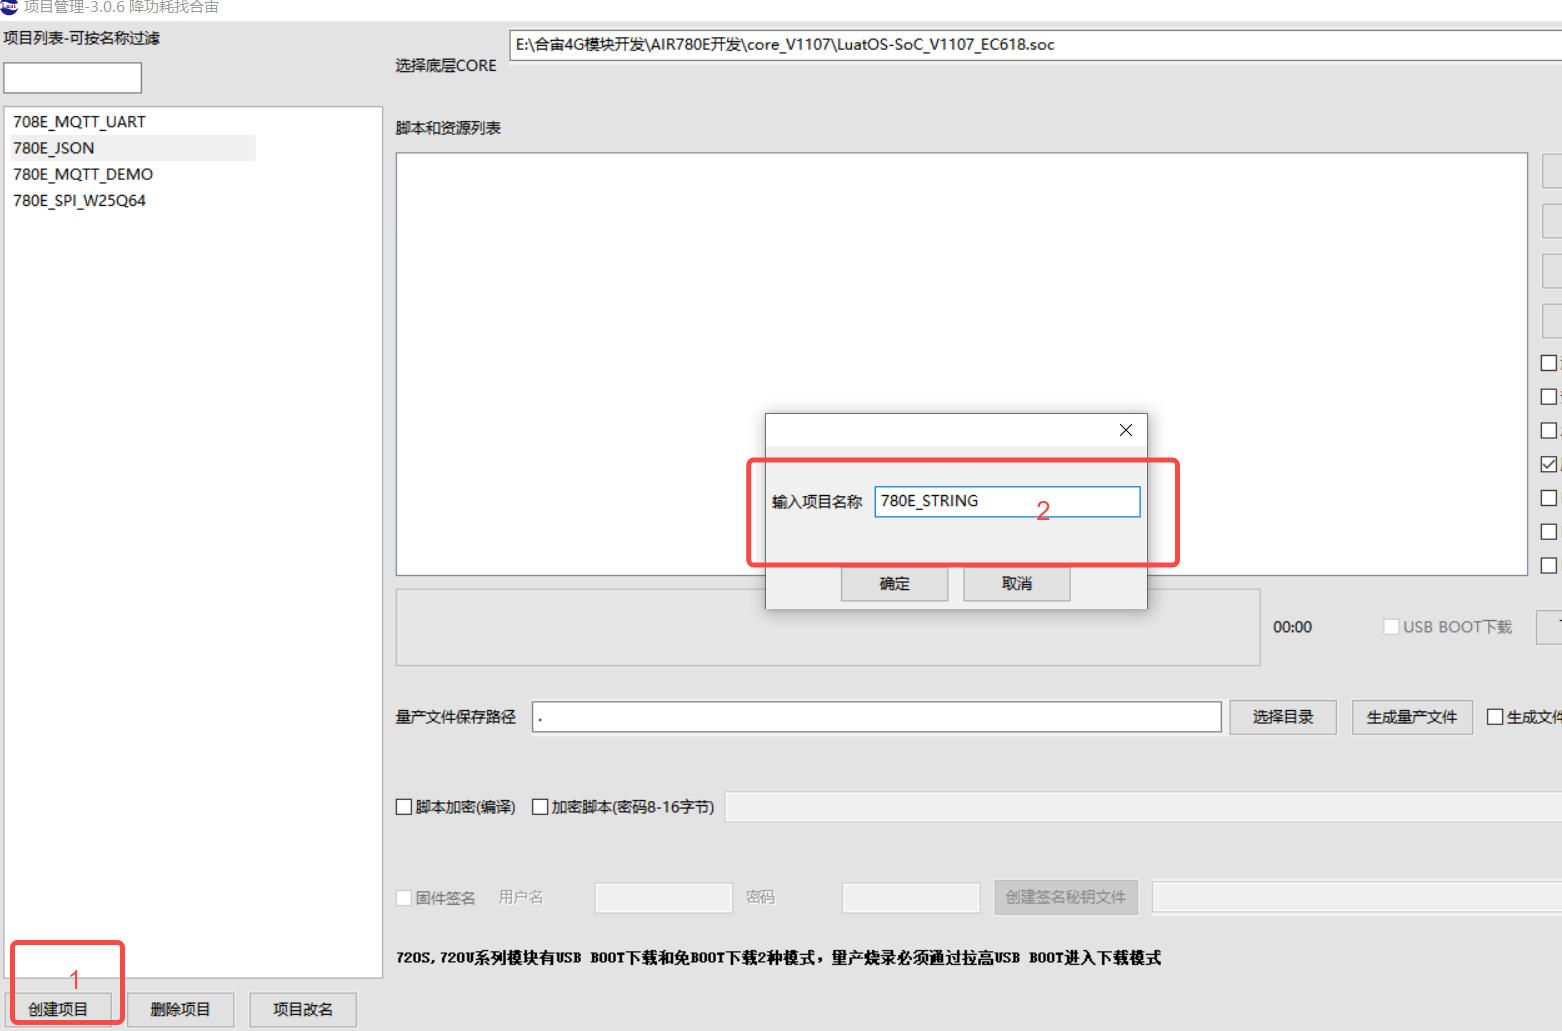 项目管理-3.0.6 降功耗找合宙
项目列表-可按名称过滤
选择底层CORE
E:\合宙4G模块开发\AIR780E开发\core_V1107\LuatOS-SoC_V1107_EC618.soc
708E_MQTT_UART
780E_JSON
780E_MQTT_DEMO
780E_SPI_W25Q64
脚本和资源列表
输入项目名称 780E_STRING
2
确定 取消
00:00 USB BOOT下载
量产文件保存路径 . 选择目录 生成量产文件 生成文件
脚本加密(编译) 加密脚本(密码8-16字节)
固件签名 用户名 密码 创建签名秘钥文件
720S,720U系列模块有USB BOOT下载和免BOOT下载2种模式，量产烧录必须通过拉高USB BOOT进入下载模式
1
创建项目 删除项目 项目改名